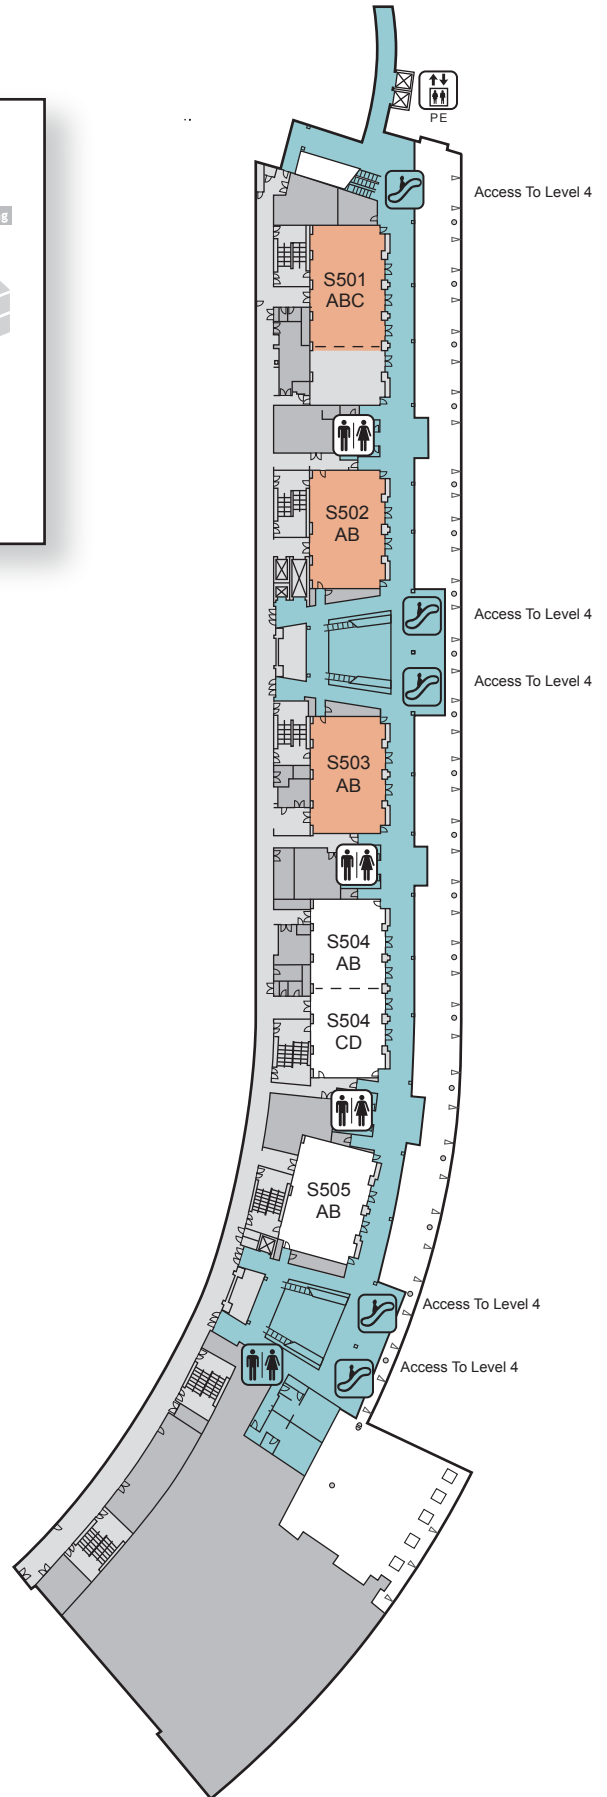 PE
Access To Level 4
S501
ABC
S502
AB
Access To Level 4
Access To Level 4
S503
AB
S504
AB
S504
CD
S505
AB
Access To Level 4
Access To Level 4